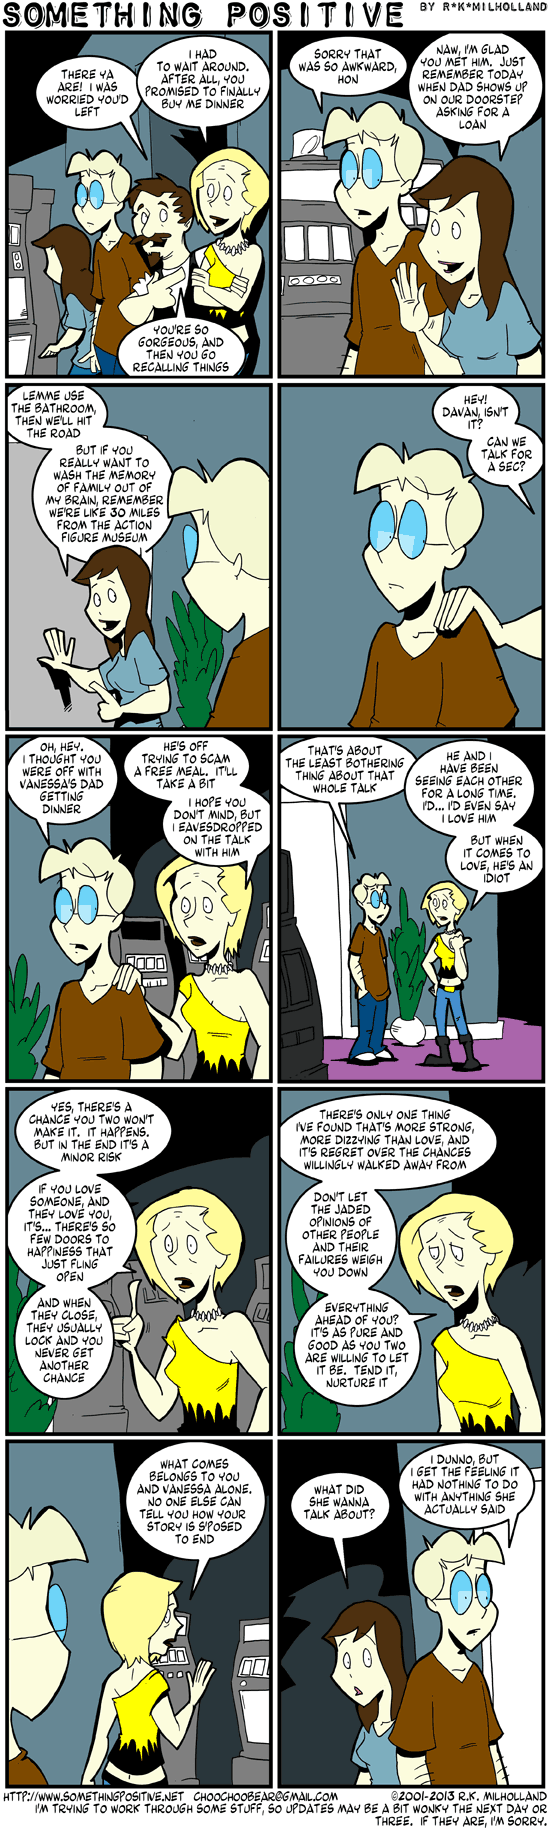 SOMETHING POSITIVE BY R*K*MILHOLLAND
THERE YA
ARE! I WAS
WORRIED YOU'D
LEFT
I HAD
TO WAIT AROUND.
AFTER ALL, YOU
PROMISED TO FINALLY
BUY ME DINNER
YOU'RE SO
GORGEOUS, AND
THEN YOU GO
RECALLING THINGS
SORRY THAT
WAS SO AWKWARD,
HON
NAW, I'M GLAD
YOU MET HIM. JUST
REMEMBER TODAY
WHEN DAD SHOWS UP
ON OUR DOORSTEP
ASKING FOR A
LOAN
LEMME USE
THE BATHROOM,
THEN WE'LL HIT
THE ROAD
BUT IF YOU
REALLY WANT TO
WASH THE MEMORY
OF FAMILY OUT OF
MY BRAIN, REMEMBER
WE'RE LIKE 30 MILES
FROM THE ACTION
FIGURE MUSEUM
HEY!
DAVAN, ISN'T
IT?
CAN WE
TALK FOR
A SEC?
OH, HEY.
I THOUGHT YOU
WERE OFF WITH
VANESSA'S DAD
GETTING
DINNER
HE'S OFF
TRYING TO SCAM
A FREE MEAL. IT'LL
TAKE A BIT
I HOPE YOU
DON'T MIND, BUT
I EAVESDROPPED
ON THE TALK
WITH HIM
THAT'S ABOUT
THE LEAST BOTHERING
THING ABOUT THAT
WHOLE TALK
HE AND I
HAVE BEEN
SEEING EACH OTHER
FOR A LONG TIME.
I'D... I'D EVEN SAY
I LOVE HIM
BUT WHEN
IT COMES TO
LOVE, HE'S AN
IDIOT
YES, THERE'S A
CHANCE YOU TWO WON'T
MAKE IT. IT HAPPENS.
BUT IN THE END IT'S A
MINOR RISK
IF YOU LOVE
SOMEONE, AND
THEY LOVE YOU,
IT'S... THERE'S SO
FEW DOORS TO
HAPPINESS THAT
JUST FLING
OPEN
AND WHEN
THEY CLOSE,
THEY USUALLY
LOCK AND YOU
NEVER GET
ANOTHER
CHANCE
THERE'S ONLY ONE THING
I'VE FOUND THAT'S MORE STRONG,
MORE DIZZYING THAN LOVE, AND
IT'S REGRET OVER THE CHANCES
WILLINGLY WALKED AWAY FROM
DON'T LET
THE JADED
OPINIONS OF
OTHER PEOPLE
AND THEIR
FAILURES WEIGH
YOU DOWN
EVERYTHING
AHEAD OF YOU?
IT'S AS PURE AND
GOOD AS YOU TWO
ARE WILLING TO LET
IT BE. TEND IT,
NURTURE IT
WHAT COMES
BELONGS TO YOU
AND VANESSA ALONE.
NO ONE ELSE CAN
TELL YOU HOW YOUR
STORY IS S'POSED
TO END
WHAT DID
SHE WANNA
TALK ABOUT?
I DUNNO, BUT
I GET THE FEELING IT
HAD NOTHING TO DO
WITH ANYTHING SHE
ACTUALLY SAID
HTTP://WWW.SOMETHINGPOSITIVE.NET CHOOCHOOBEAR@GMAIL.COM ©2001-2013 R.K. MILHOLLAND
I'M TRYING TO WORK THROUGH SOME STUFF, SO UPDATES MAY BE A BIT WONKY THE NEXT DAY OR
THREE. IF THEY ARE, I'M SORRY.